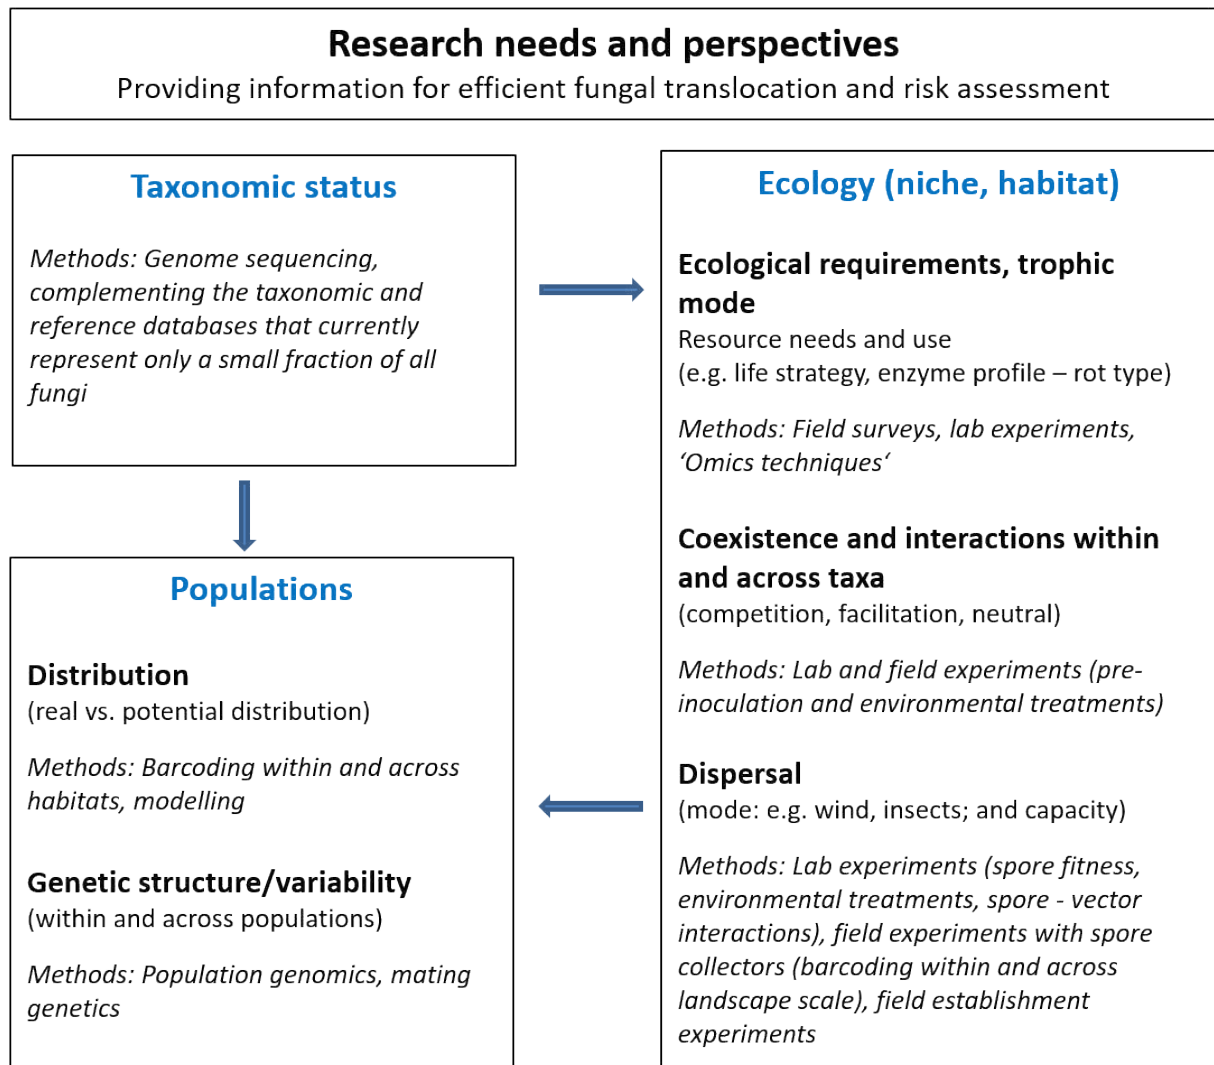 Research needs and perspectives
Providing information for efficient fungal translocation and risk assessment
Taxonomic status
Methods: Genome sequencing,
complementing the taxonomic and
reference databases that currently
represent only a small fraction of all
fungi
Populations
Distribution
(real vs. potential distribution)
Methods: Barcoding within and across
habitats, modelling
Genetic structure/variability
(within and across populations)
Methods: Population genomics, mating
genetics
Ecology (niche, habitat)
Ecological requirements, trophic
mode
Resource needs and use
(e.g. life strategy, enzyme profile – rot type)
Methods: Field surveys, lab experiments,
‘Omics techniques‘
Coexistence and interactions within
and across taxa
(competition, facilitation, neutral)
Methods: Lab and field experiments (pre-
inoculation and environmental treatments)
Dispersal
(mode: e.g. wind, insects; and capacity)
Methods: Lab experiments (spore fitness,
environmental treatments, spore - vector
interactions), field experiments with spore
collectors (barcoding within and across
landscape scale), field establishment
experiments